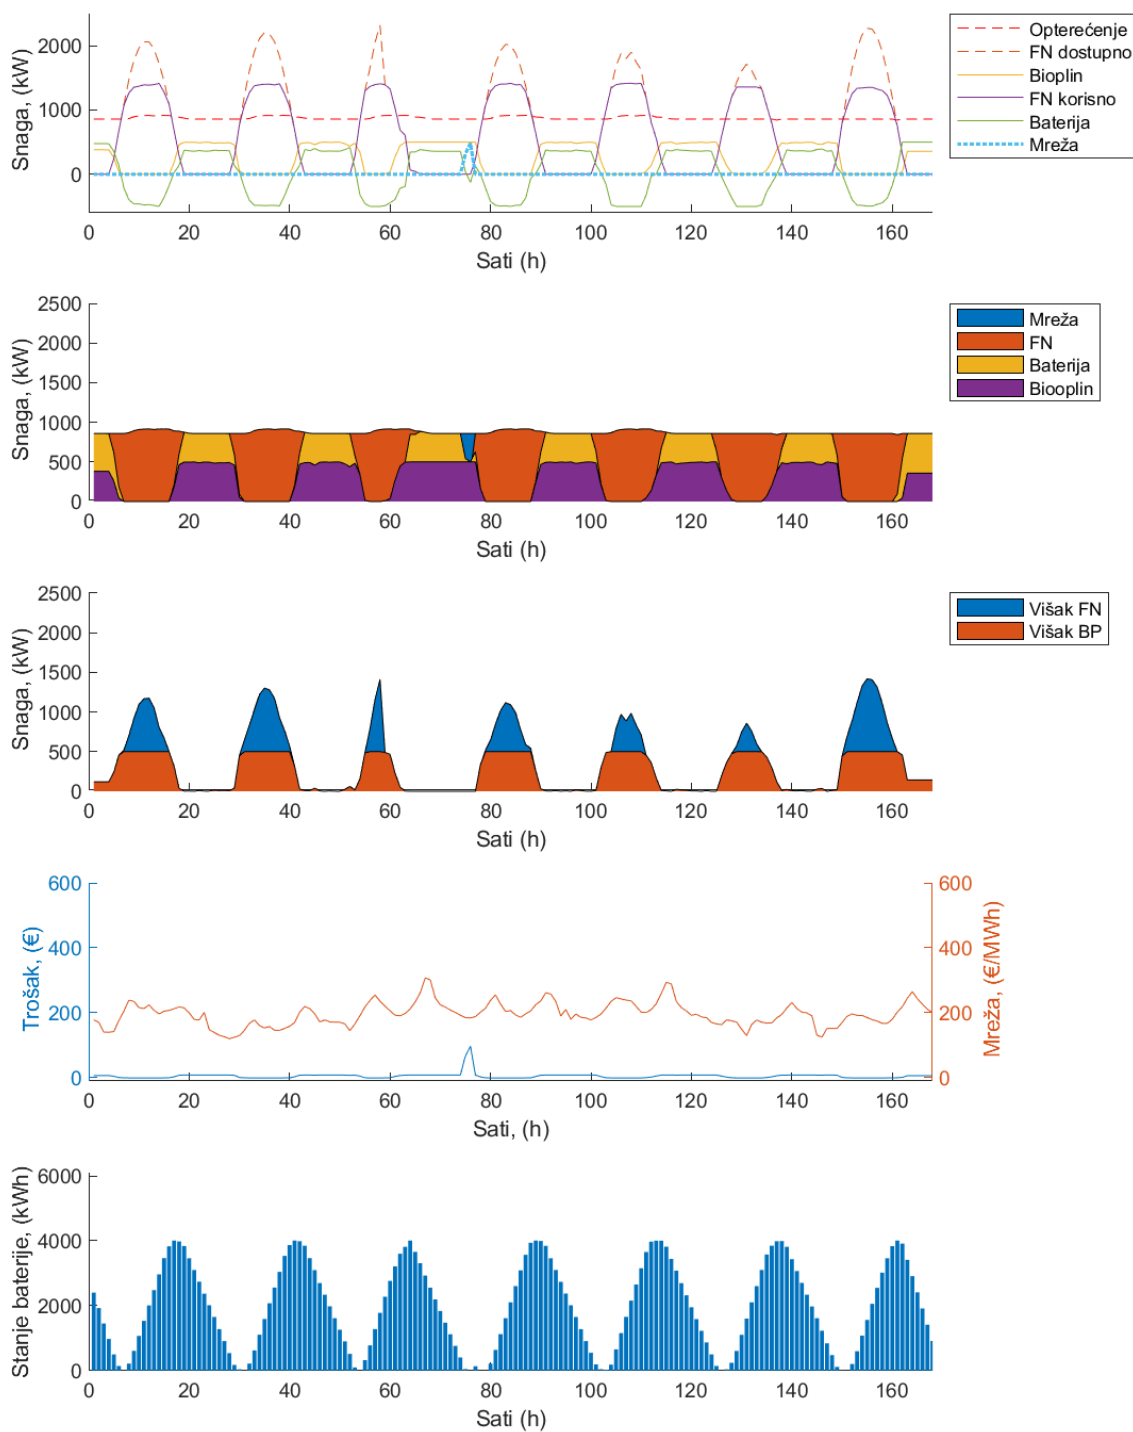 Snaga, (kW)
2000
1000
0
0 20 40 60 80 100 120 140 160
Sati (h)
Opterećenje
FN dostupno
Bioplin
FN korisno
Baterija
Mreža
Snaga, (kW)
2500
2000
1500
1000
500
0
0 20 40 60 80 100 120 140 160
Sati (h)
Mreža
FN
Baterija
Biooplin
Snaga, (kW)
2500
2000
1500
1000
500
0
0 20 40 60 80 100 120 140 160
Sati (h)
Višak FN
Višak BP
Trošak, (€)
600
400
200
0
0 20 40 60 80 100 120 140 160
Sati, (h)
600
400
200
0
Mreža, (€/MWh)
Stanje baterije, (kWh)
6000
4000
2000
0
0 20 40 60 80 100 120 140 160
Sati (h)